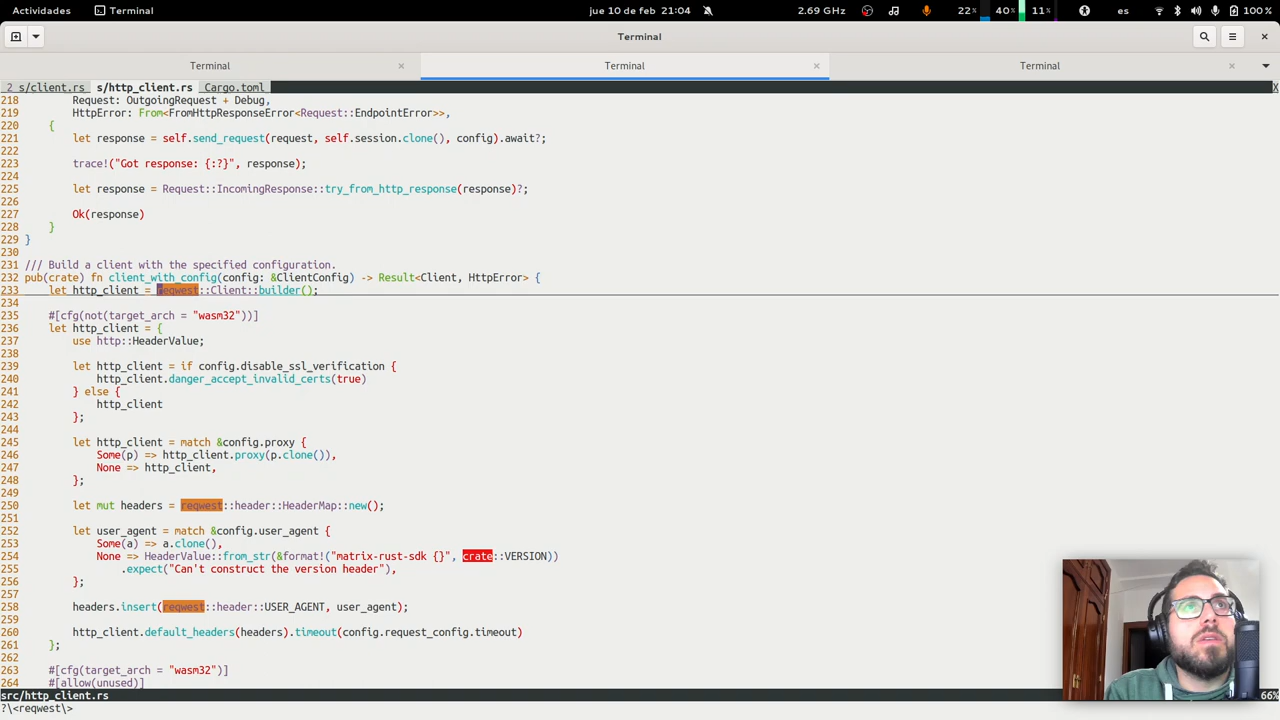 Actividades Terminal jue 10 de feb 21:04 2.69 GHz 22% 40% 11% es 100 %
Terminal
Terminal Terminal Terminal
2 s/client.rs s/http_client.rs Cargo.toml X
218         Request: OutgoingRequest + Debug,
219         HttpError: From<FromHttpResponseError<Request::EndpointError>>,
220     {
221         let response = self.send_request(request, self.session.clone(), config).await?;
222
223         trace!("Got response: {:?}", response);
224
225         let response = Request::IncomingResponse::try_from_http_response(response)?;
226
227         Ok(response)
228     }
229 }
230
231 /// Build a client with the specified configuration.
232 pub(crate) fn client_with_config(config: &ClientConfig) -> Result<Client, HttpError> {
233     let http_client = reqwest::Client::builder();
234
235     #[cfg(not(target_arch = "wasm32"))]
236     let http_client = {
237         use http::HeaderValue;
238
239         let http_client = if config.disable_ssl_verification {
240             http_client.danger_accept_invalid_certs(true)
241         } else {
242             http_client
243         };
244
245         let http_client = match &config.proxy {
246             Some(p) => http_client.proxy(p.clone()),
247             None => http_client,
248         };
249
250         let mut headers = reqwest::header::HeaderMap::new();
251
252         let user_agent = match &config.user_agent {
253             Some(a) => a.clone(),
254             None => HeaderValue::from_str(&format!("matrix-rust-sdk {}", crate::VERSION))
255                 .expect("Can't construct the version header"),
256         };
257
258         headers.insert(reqwest::header::USER_AGENT, user_agent);
259
260         http_client.default_headers(headers).timeout(config.request_config.timeout)
261     };
262
263     #[cfg(target_arch = "wasm32")]
264     #[allow(unused)]
src/http_client.rs 66%
?\<reqwest\>